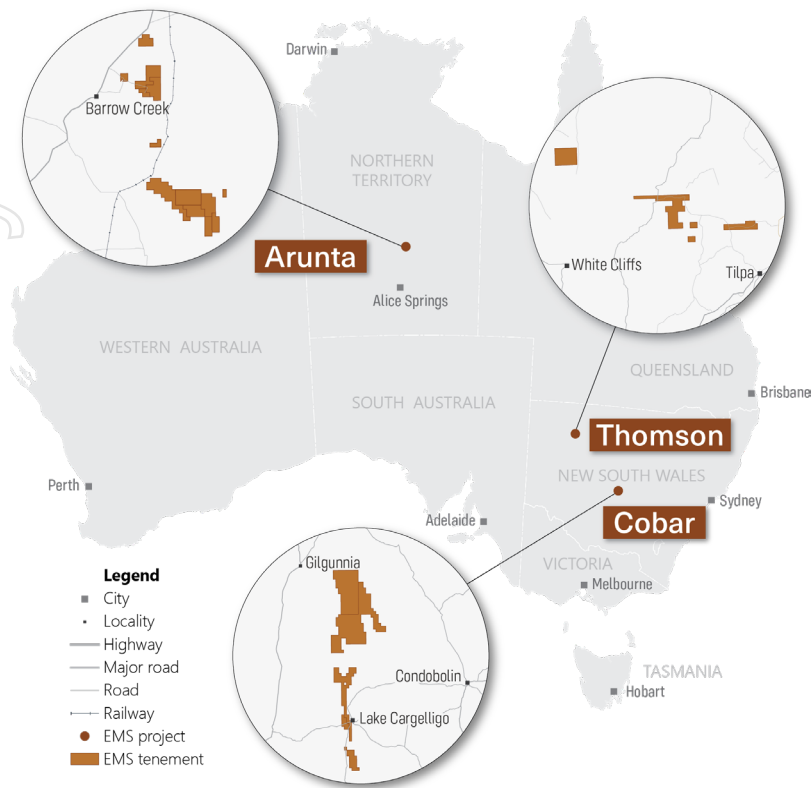 Darwin
Barrow Creek
NORTHERN
TERRITORY
Arunta
Alice Springs
White Cliffs
Tilpa
WESTERN AUSTRALIA
SOUTH AUSTRALIA
QUEENSLAND
Brisbane
Thomson
NEW SOUTH WALES
Perth
Sydney
Adelaide
Cobar
VICTORIA
Melbourne
Gilgunnia
Condobolin
Lake Cargelligo
TASMANIA
Hobart
Legend
City
Locality
Highway
Major road
Road
Railway
EMS project
EMS tenement